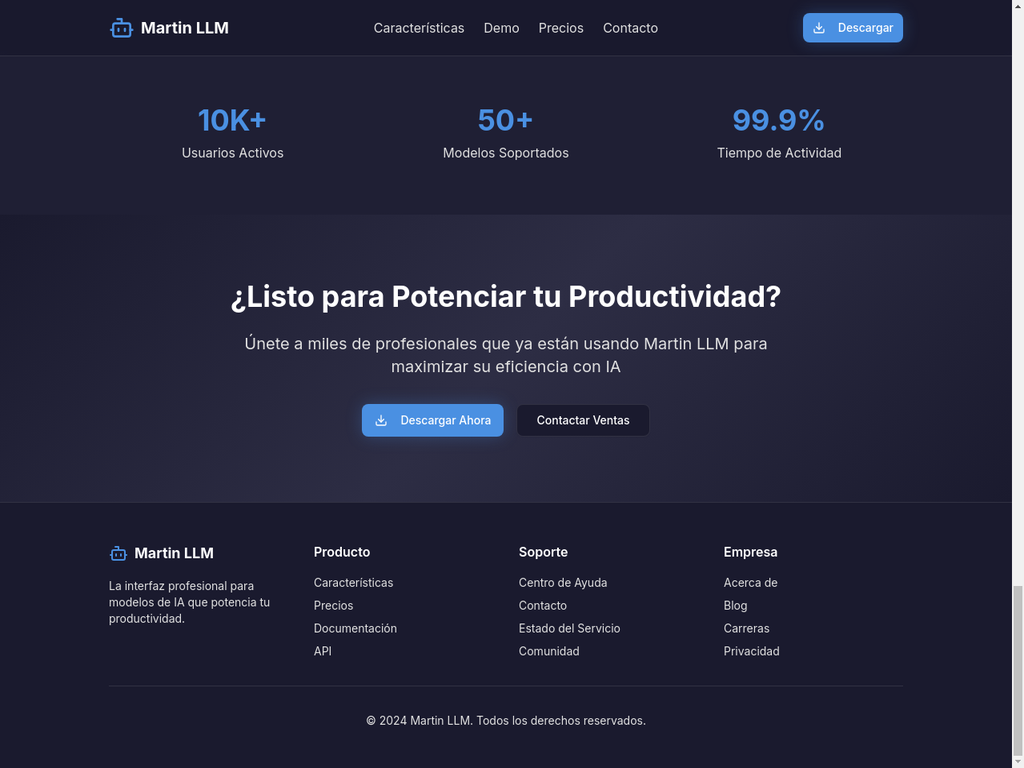 Martin LLM
Características
Demo
Precios
Contacto
Descargar
10K+
50+
99.9%
Usuarios Activos
Modelos Soportados
Tiempo de Actividad
¿Listo para Potenciar tu Productividad?
Únete a miles de profesionales que ya están usando Martin LLM para
maximizar su eficiencia con IA
Descargar Ahora
Contactar Ventas
Martin LLM
La interfaz profesional para
modelos de IA que potencia tu
productividad.
Producto
Características
Precios
Documentación
API
Soporte
Centro de Ayuda
Contacto
Estado del Servicio
Comunidad
Empresa
Acerca de
Blog
Carreras
Privacidad
© 2024 Martin LLM. Todos los derechos reservados.